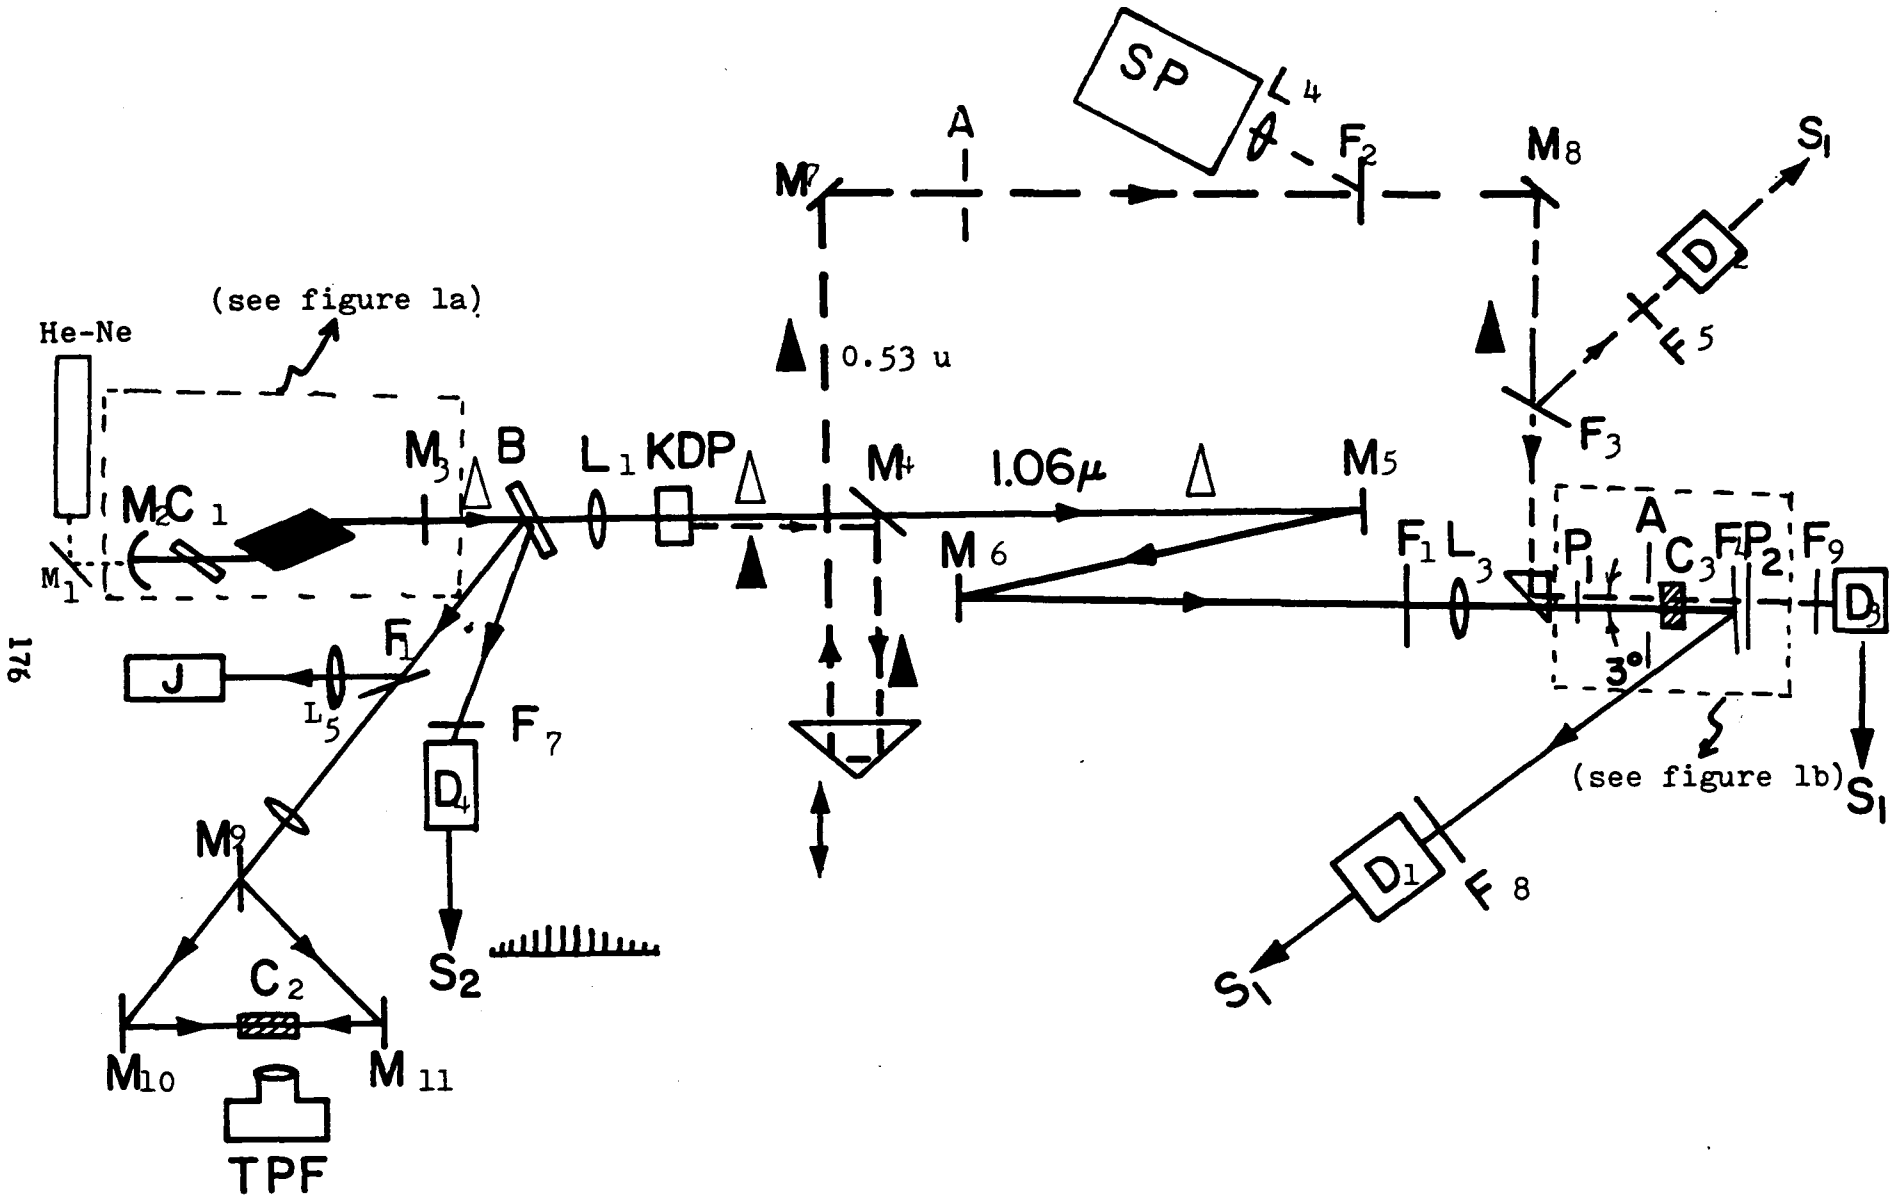 SP
L4
A
F2
M8
S1
M7
D2
(see figure 1a)
F5
He-Ne
0.53 u
F3
M3
B
L1
KDP
M4
1.06μ
M5
M2
C1
M6
F1
L3
P1
A
C3
F4
P2
F9
M1
D3
3°
176
F1
J
L5
F7
(see figure 1b)
S1
D4
M9
D1
F8
S2
S1
C2
M10
M11
TPF